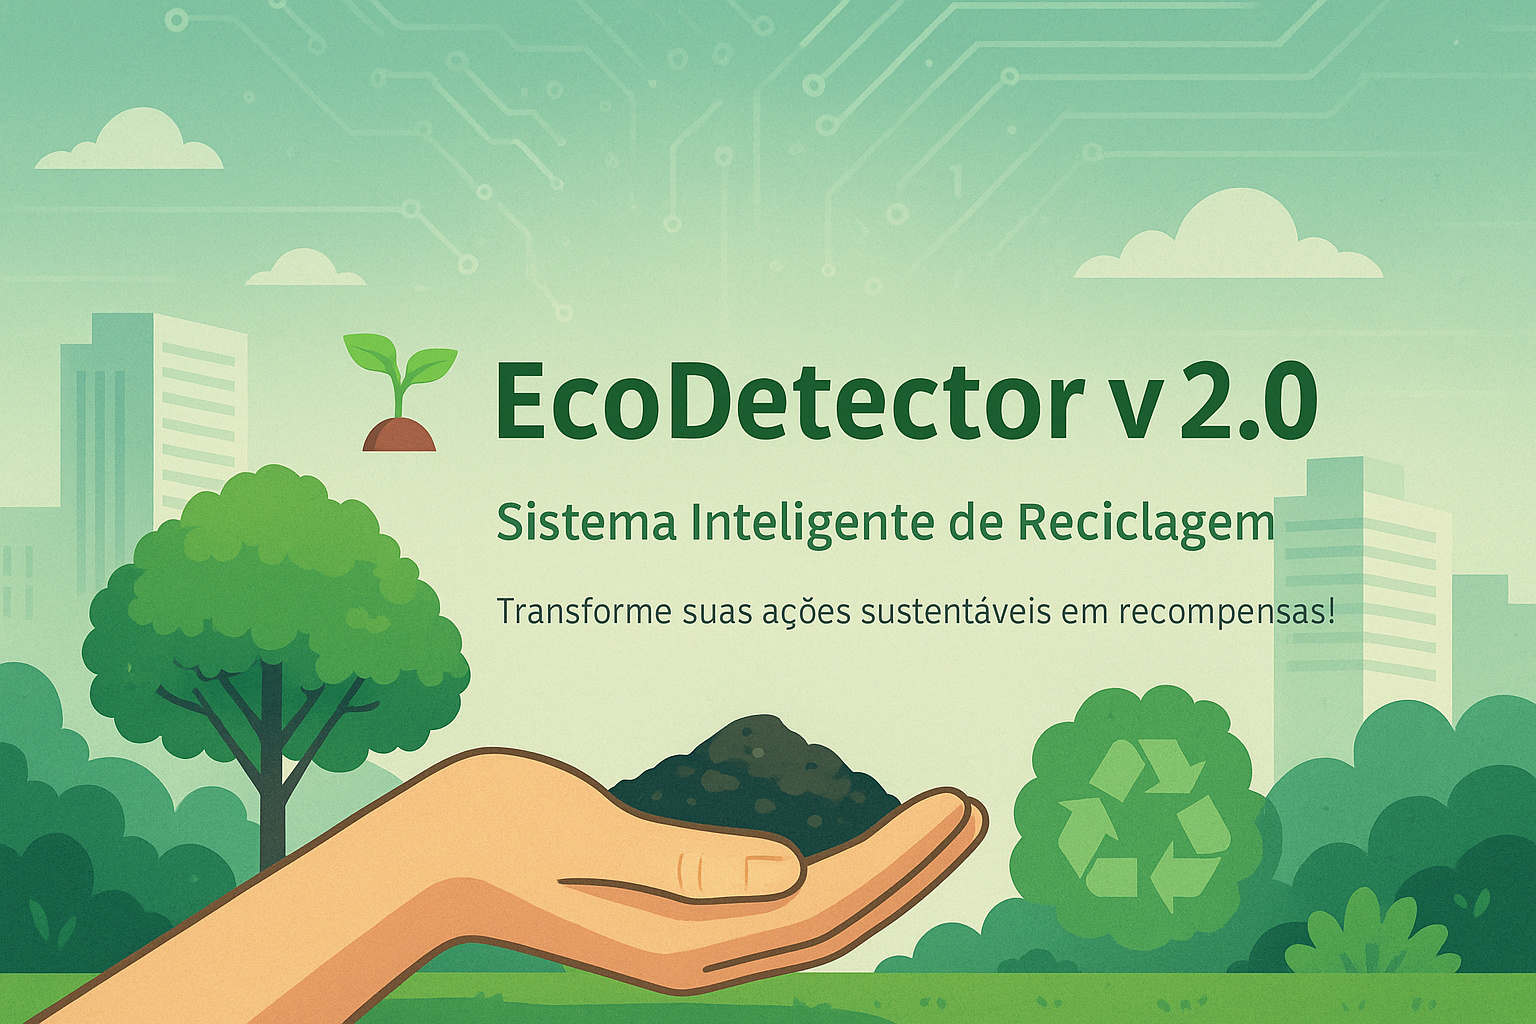 EcoDetector v 2.0
Sistema Inteligente de Reciclagem
Transforme suas ações sustentáveis em recompensas!